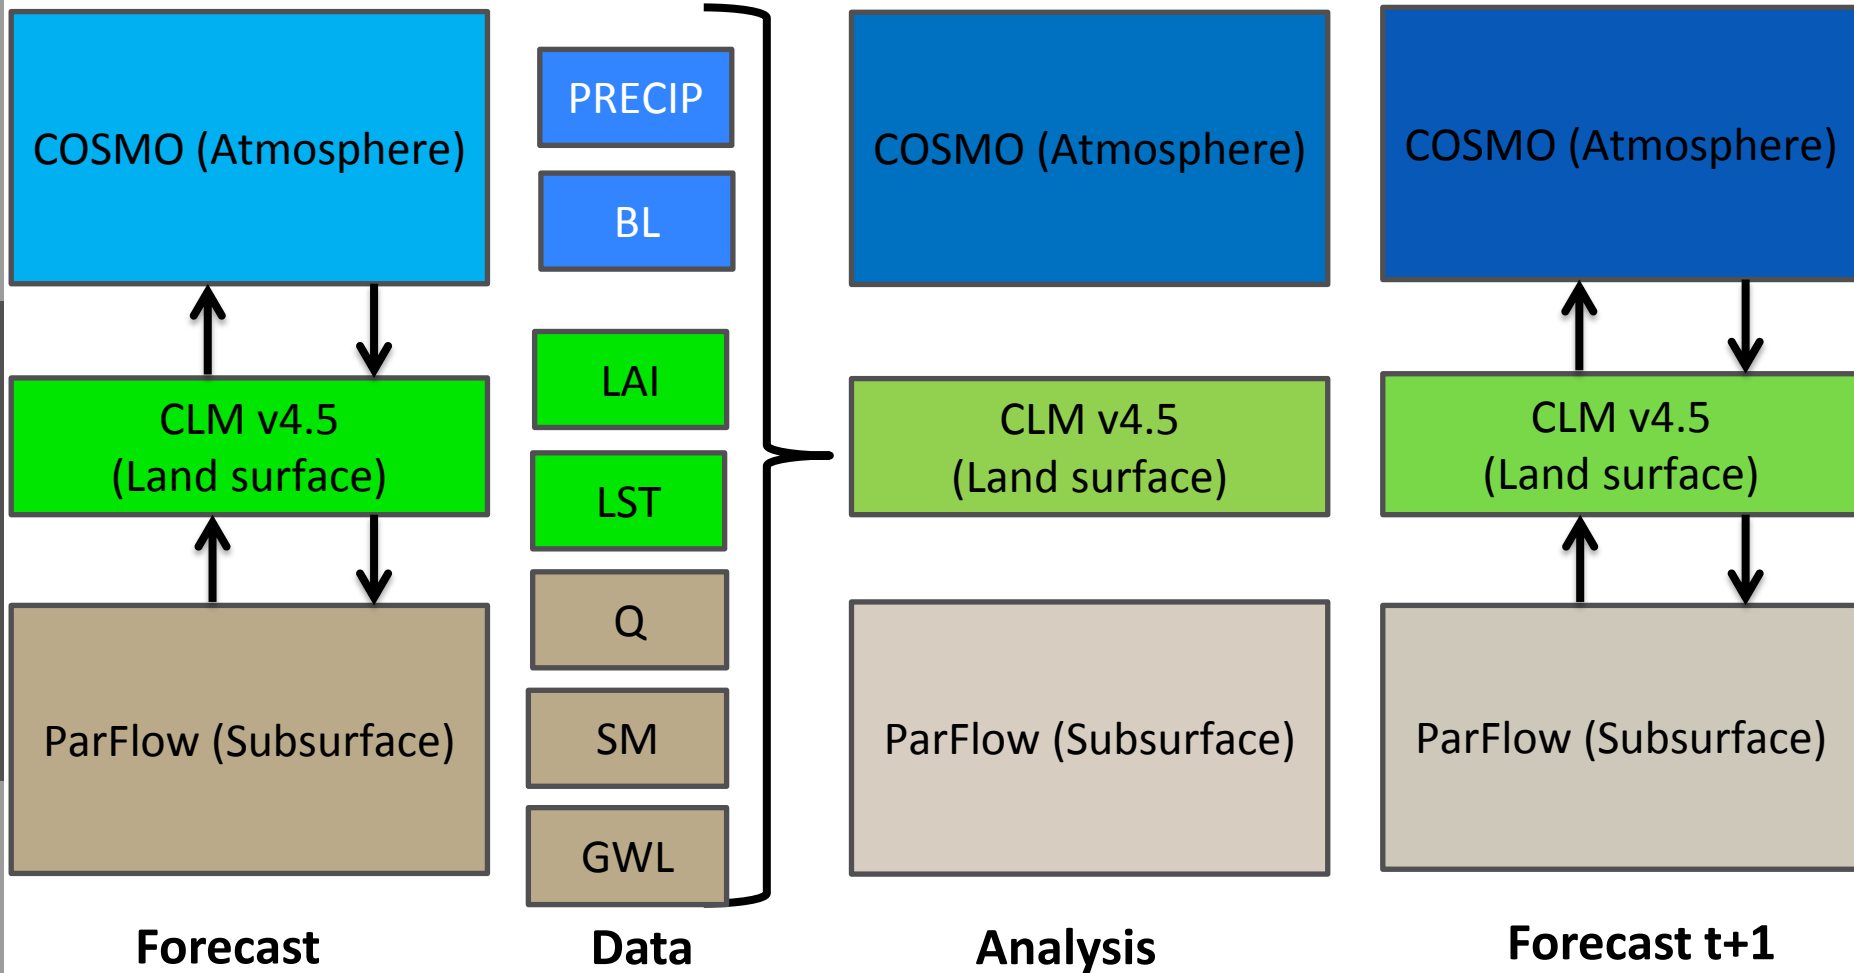 COSMO (Atmosphere)
CLM v4.5
(Land surface)
ParFlow (Subsurface)
Forecast
PRECIP
BL
LAI
LST
Q
SM
GWL
Data
COSMO (Atmosphere)
CLM v4.5
(Land surface)
ParFlow (Subsurface)
Analysis
COSMO (Atmosphere)
CLM v4.5
(Land surface)
ParFlow (Subsurface)
Forecast t+1